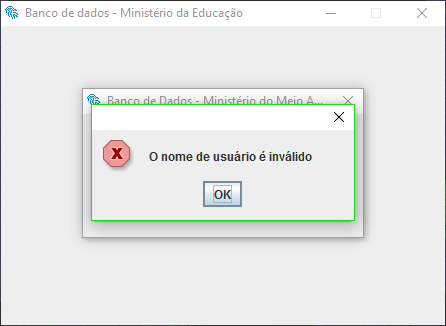 Banco de dados - Ministério da Educação
Banco de Dados - Ministério do Meio A...
X
O nome de usuário é inválido
OK